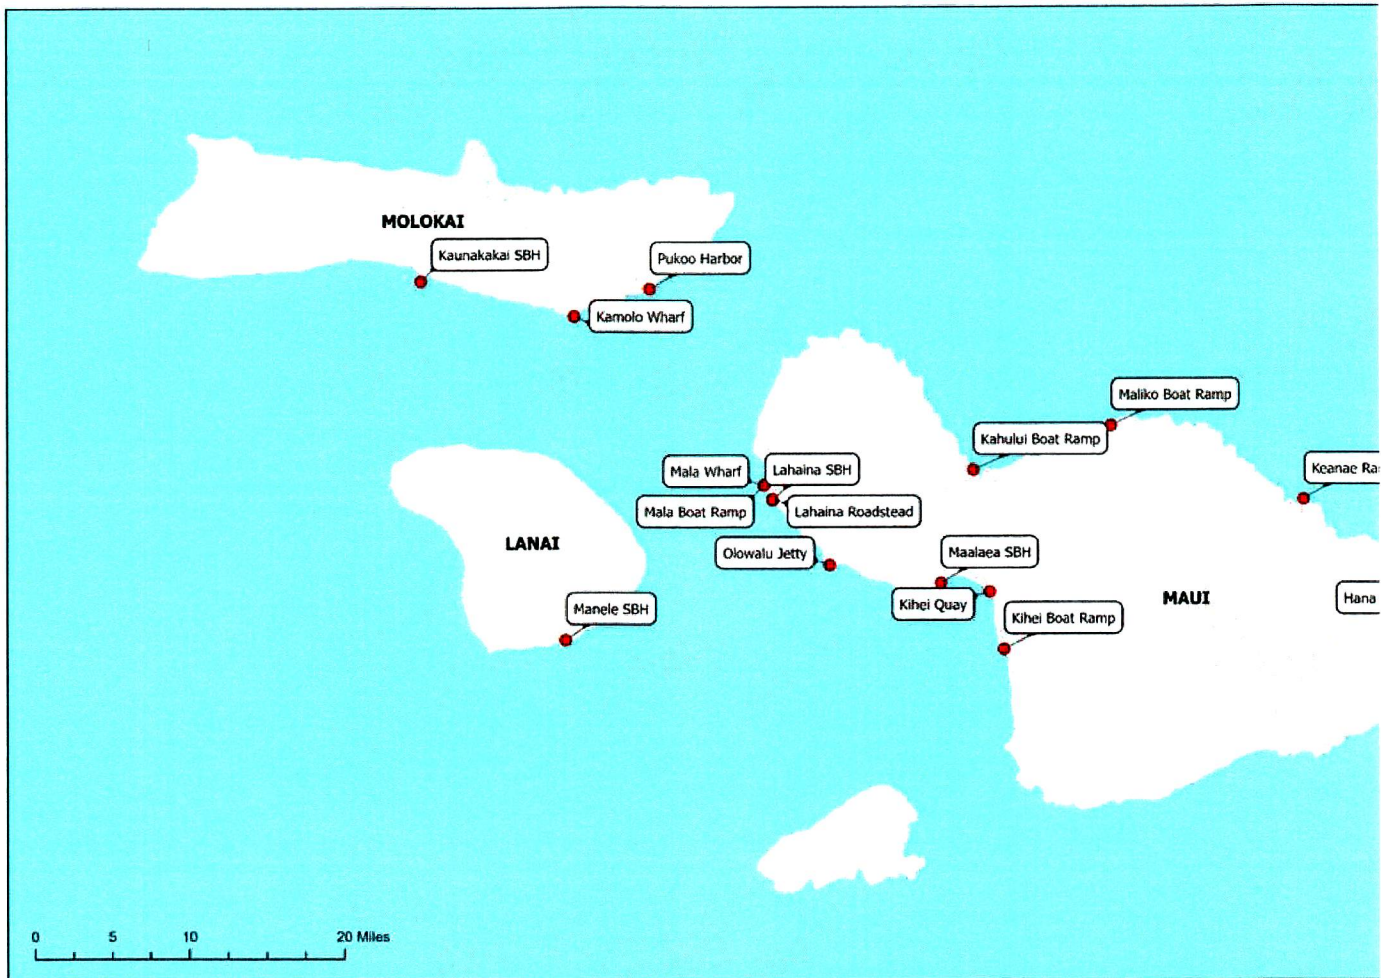 MOLOKAI
Kaunakakai SBH
Pukoo Harbor
Kamolo Wharf
Maliko Boat Ramp
Kahului Boat Ramp
Mala Wharf
Lahaina SBH
Keanae Ra
Mala Boat Ramp
Lahaina Roadstead
LANAI
Olowalu Jetty
Maalaea SBH
Kihei Quay
MAUI
Hana
Manele SBH
Kihei Boat Ramp
0 5 10 20 Miles